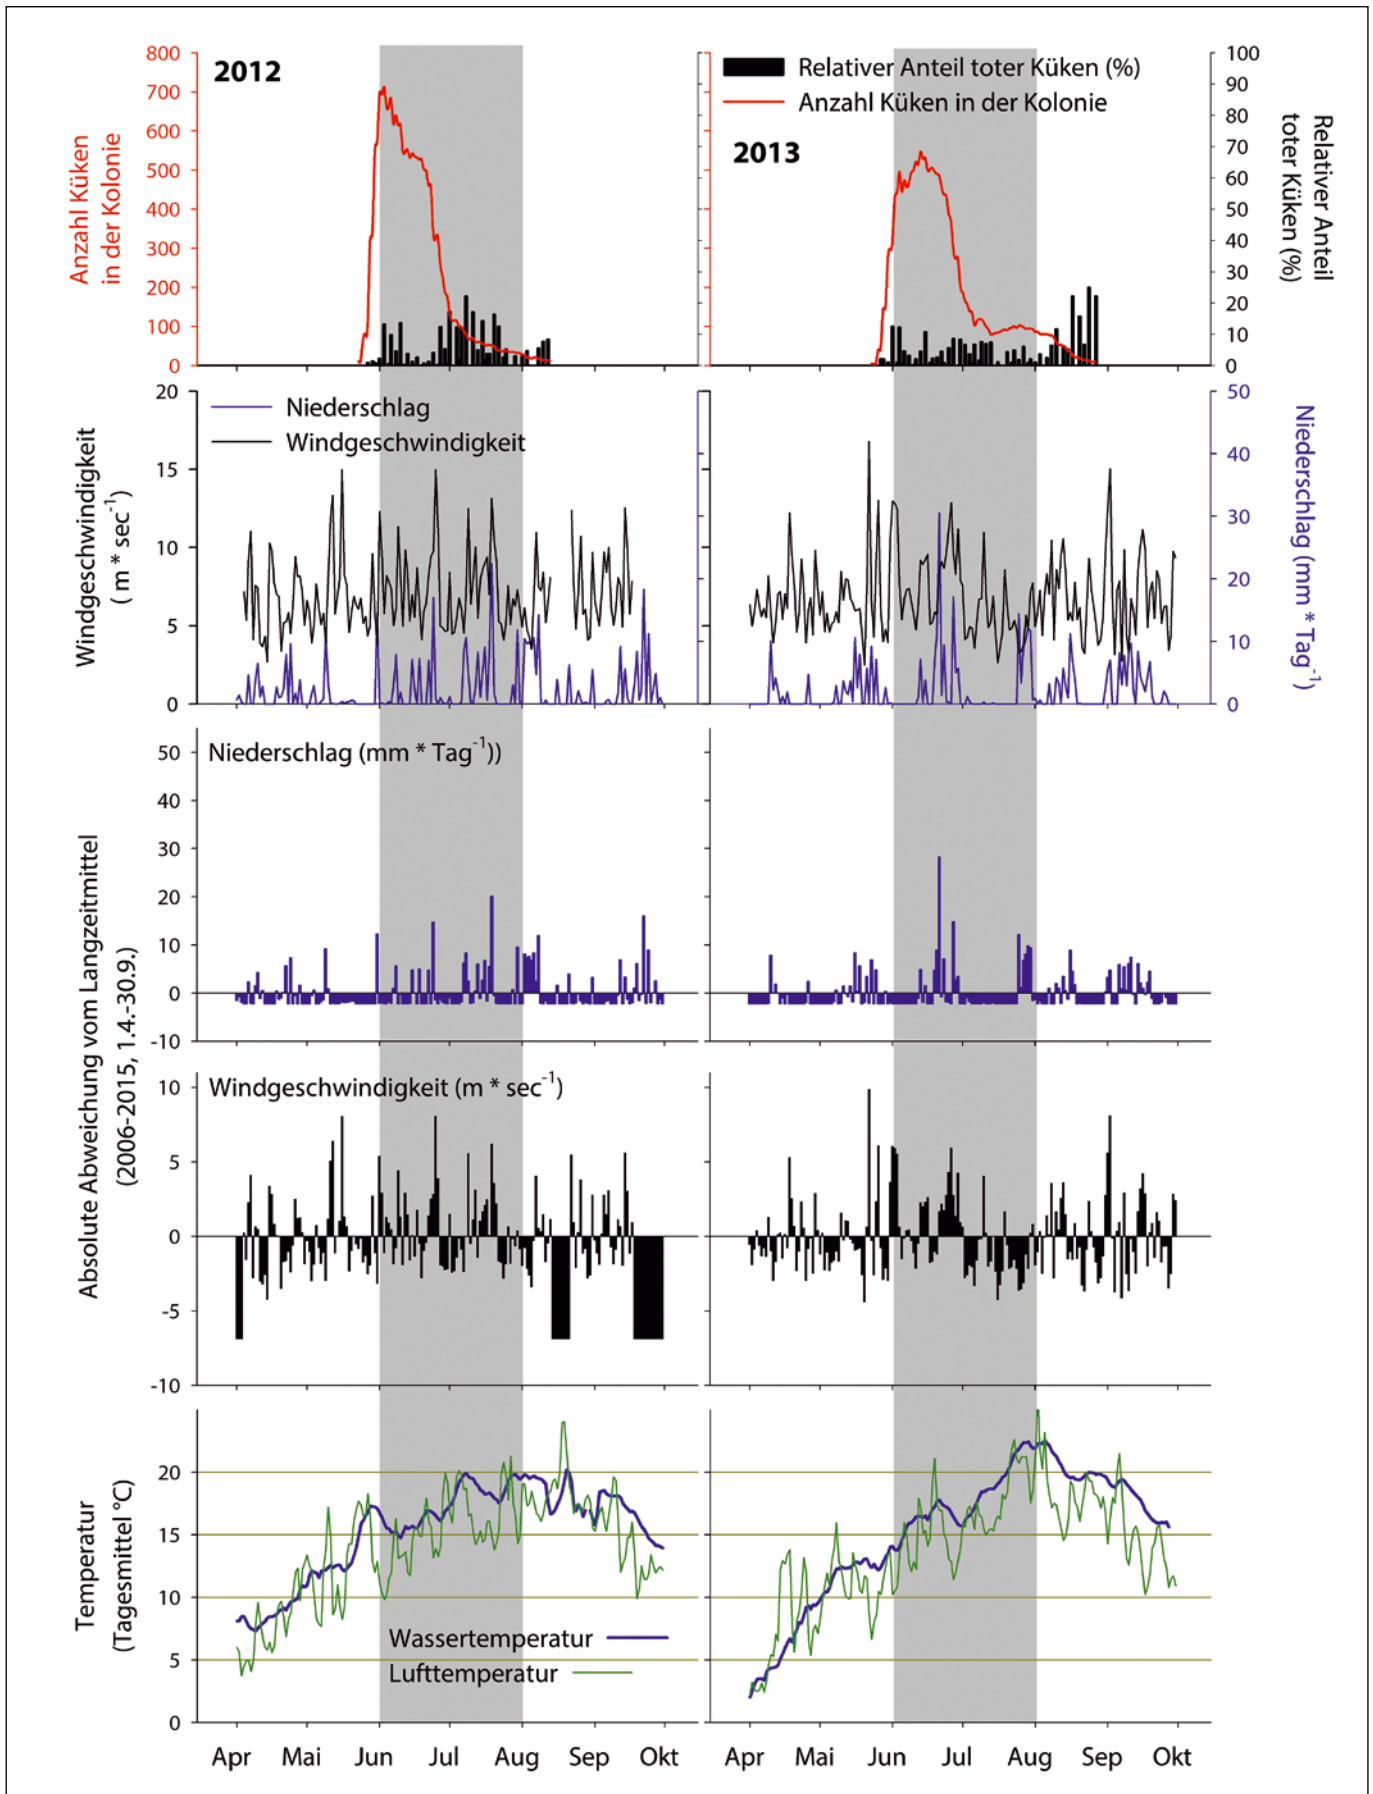 2012
800
700
600
500
400
300
200
100
0
Anzahl Küken
in der Kolonie
Relativer Anteil toter Küken (%)
Anzahl Küken in der Kolonie
2013
100
90
80
70
60
50
40
30
20
10
0
Relativer Anteil
toter Küken (%)
20
15
10
5
0
Windgeschwindigkeit
( m * sec-1)
Niederschlag
Windgeschwindigkeit
50
40
30
20
10
0
Niederschlag (mm * Tag-1)
Absolute Abweichung vom Langzeitmittel
(2006-2015, 1.4.-30.9.)
Niederschlag (mm * Tag-1))
50
40
30
20
10
0
-10
Windgeschwindigkeit (m * sec-1)
10
5
0
-5
-10
Temperatur
(Tagesmittel °C)
20
15
10
5
0
Wassertemperatur
Lufttemperatur
Apr Mai Jun Jul Aug Sep Okt
Apr Mai Jun Jul Aug Sep Okt